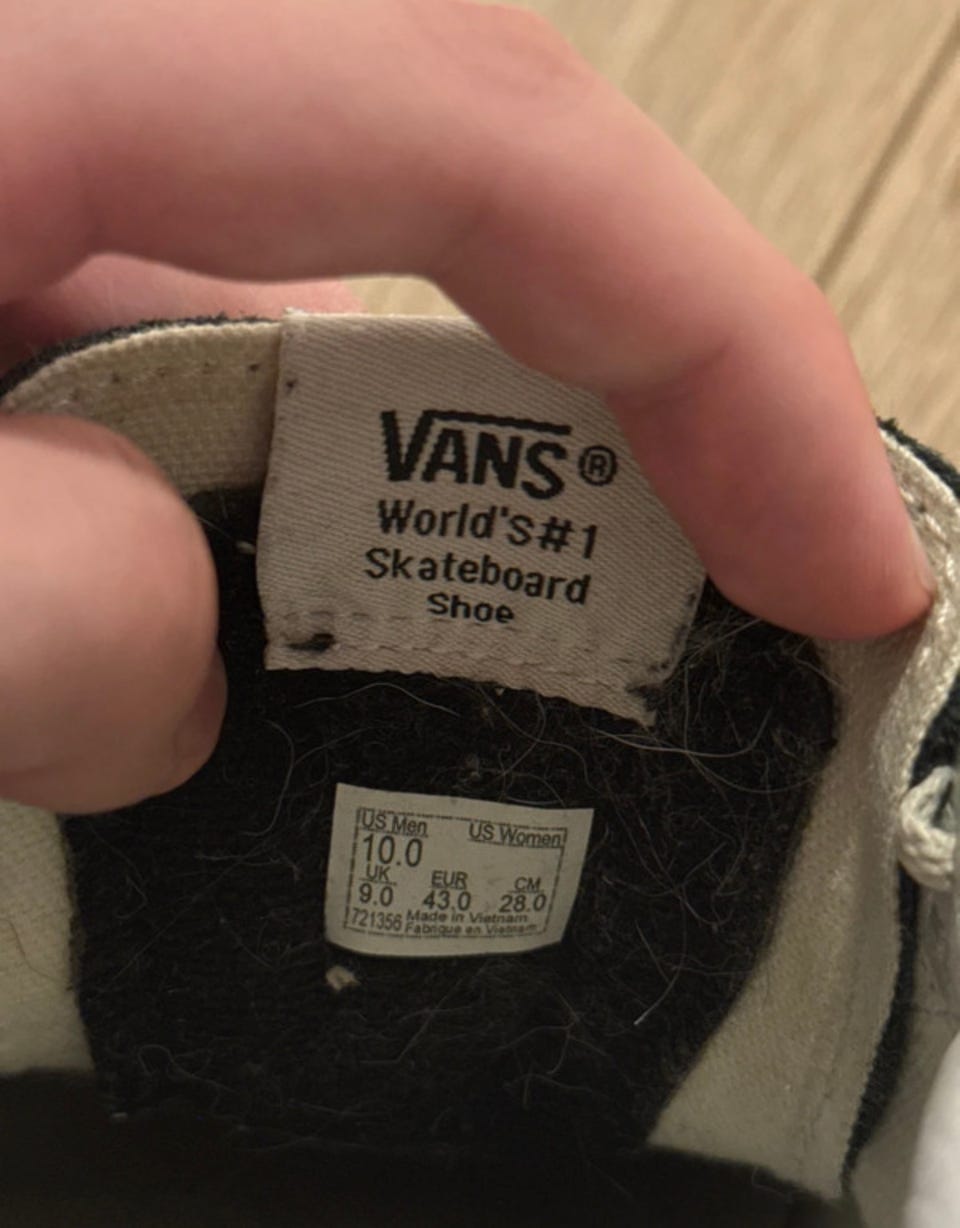 VANS®
World's #1
Skateboard
Shoe
US Men US Women
10.0
UK EUR CM
9.0 43.0 28.0
721356 Made in Vietnam
Fabrique en Vietnam